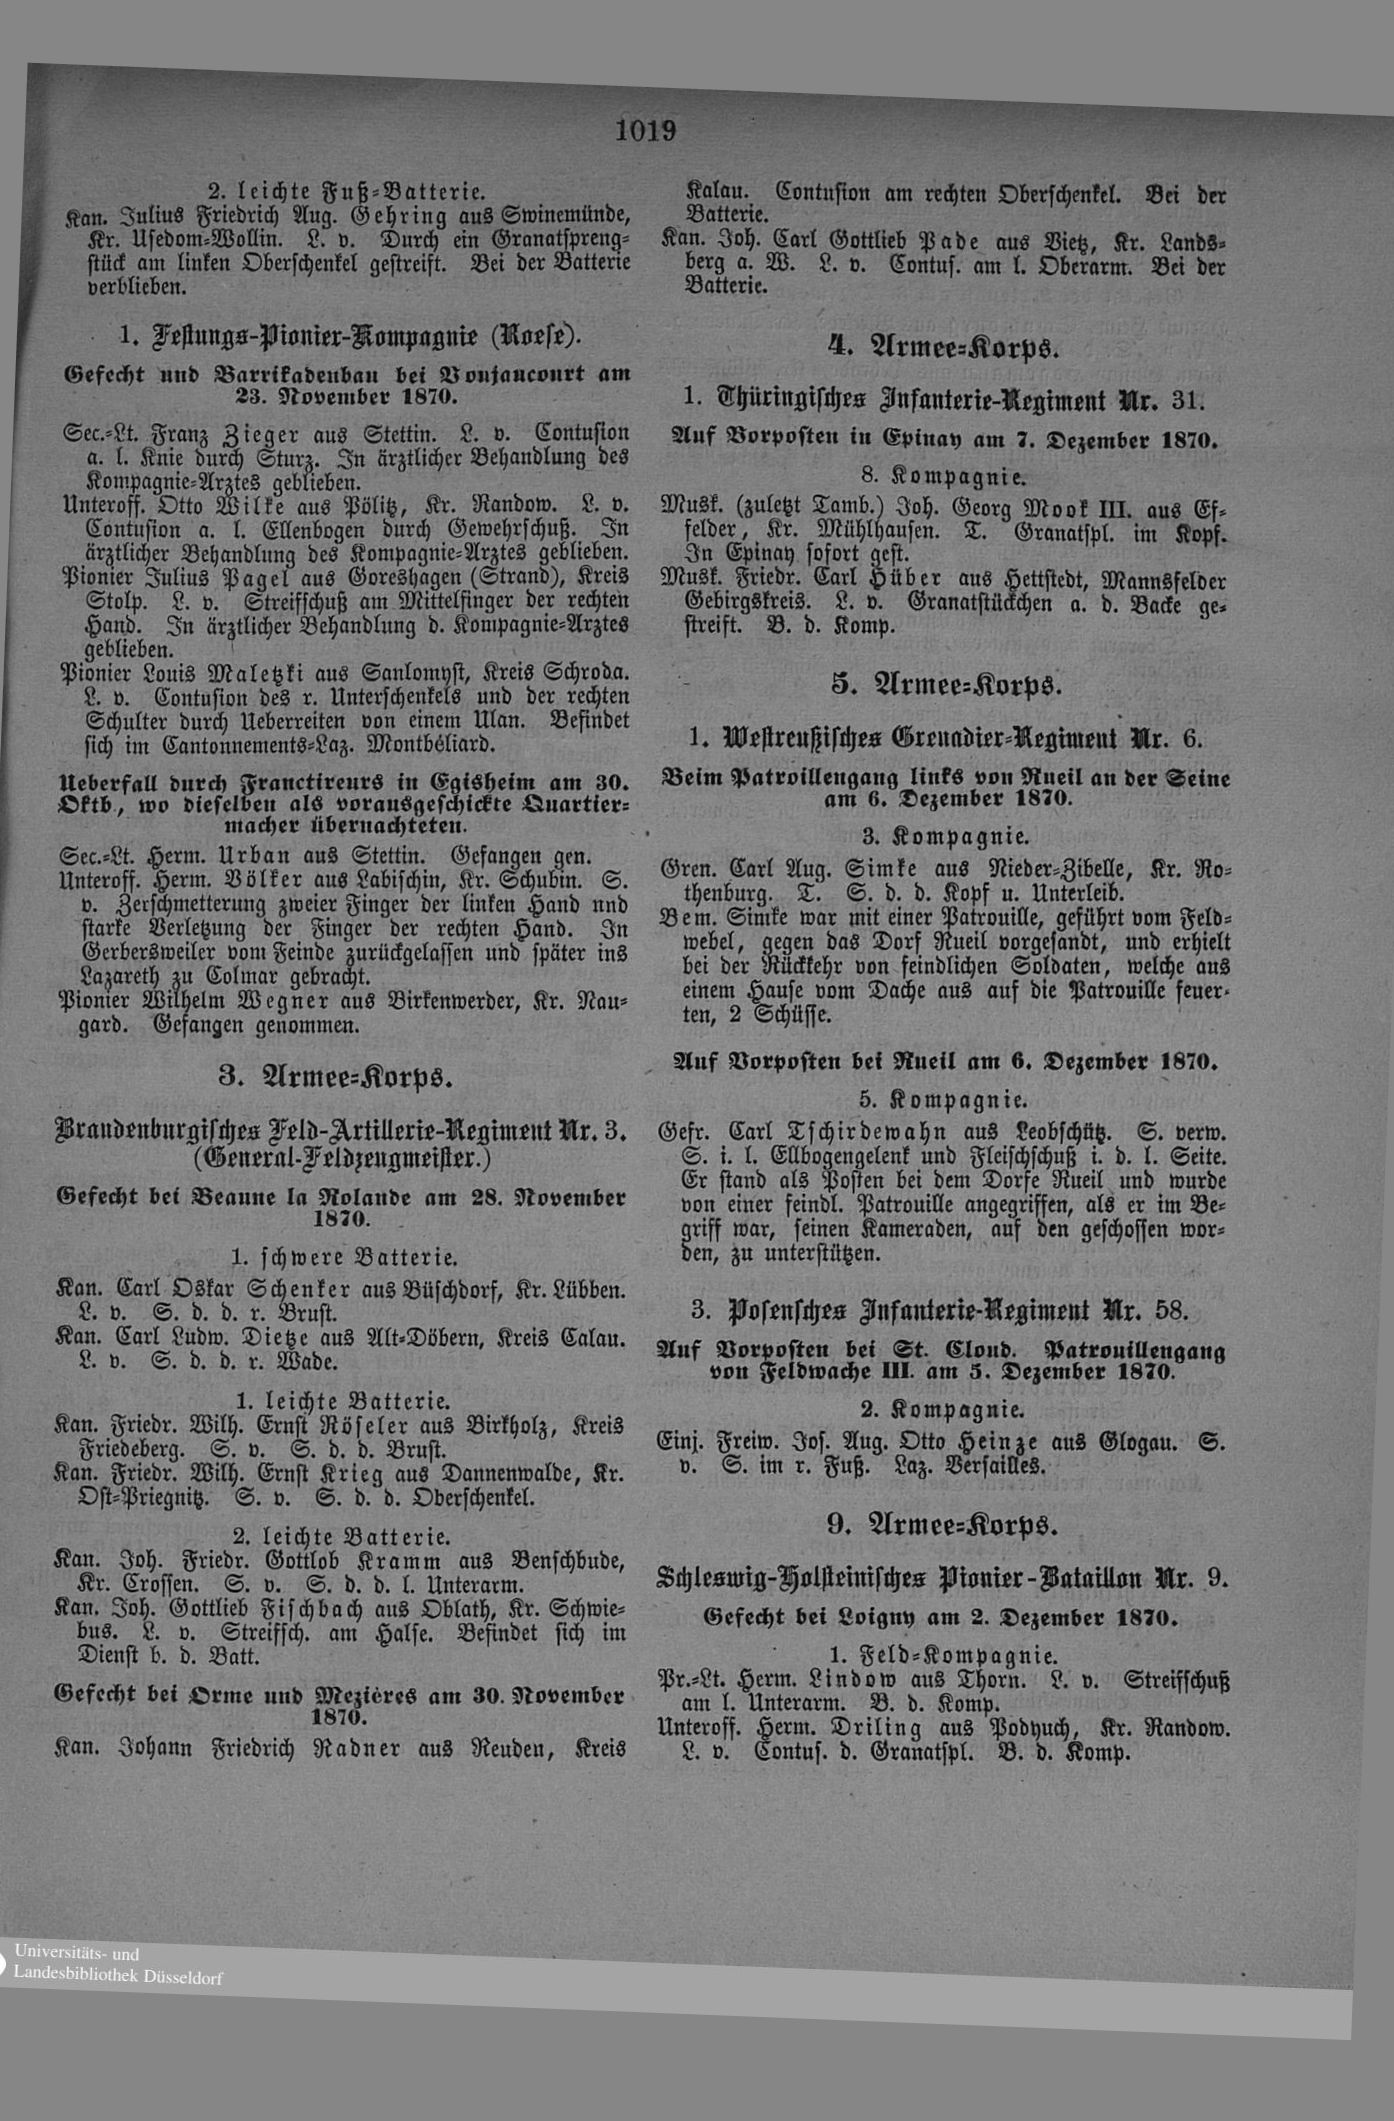 1019
2. leichte Fuß-Batterie.
Kan. Julius Friedrich Aug. Gehring aus Swinemünde,
Kr. Usedom-Wollin. L. v. Durch ein Granatspreng-
stück am linken Oberschenkel gestreift. Bei der Batterie
verblieben.
1. Festungs-Pionier-Kompagnie (Roese).
Gefecht und Barrikadenbau bei Voujaucourt am
23. November 1870.
Sec.-Lt. Franz Zieger aus Stettin. L. v. Contusion
a. l. Knie durch Sturz. In ärztlicher Behandlung des
Kompagnie-Arztes geblieben.
Unteroff. Otto Wilke aus Pölitz, Kr. Randow. L. v.
Contusion a. l. Ellenbogen durch Gewehrschuß. In
ärztlicher Behandlung des Kompagnie-Arztes geblieben.
Pionier Julius Pagel aus Goreshagen (Strand), Kreis
Stolp. L. v. Streifschuß am Mittelfinger der rechten
Hand. In ärztlicher Behandlung d. Kompagnie-Arztes
geblieben.
Pionier Louis Maletzki aus Sanlomyst, Kreis Schroda.
L. v. Contusion des r. Unterschenkels und der rechten
Schulter durch Ueberreiten von einem Ulan. Befindet
sich im Cantonnements-Laz. Montbéliard.
Ueberfall durch Franctireurs in Egisheim am 30.
Oktb, wo dieselben als vorausgeschickte Quartier-
macher übernachteten.
Sec.-Lt. Herm. Urban aus Stettin. Gefangen gen.
Unteroff. Herm. Völker aus Labischin, Kr. Schubin. S.
v. Zerschmetterung zweier Finger der linken Hand und
starke Verletzung der Finger der rechten Hand. In
Gerbersweiler vom Feinde zurückgelassen und später ins
Lazareth zu Colmar gebracht.
Pionier Wilhelm Wegner aus Birkenwerder, Kr. Nau-
gard. Gefangen genommen.
3. Armee-Korps.
Brandenburgisches Feld-Artillerie-Regiment Nr. 3.
(General-Feldzeugmeister.)
Gefecht bei Beaune la Rolande am 28. November
1870.
1. schwere Batterie.
Kan. Carl Oskar Schenker aus Büschdorf, Kr. Lübben.
L. v. S. d. d. r. Brust.
Kan. Carl Ludw. Dietze aus Alt-Döbern, Kreis Calau.
L. v. S. d. d. r. Wade.
1. leichte Batterie.
Kan. Friedr. Wilh. Ernst Röseler aus Birkholz, Kreis
Friedeberg. S. v. S. d. d. Brust.
Kan. Friedr. Wilh. Ernst Krieg aus Dannenwalde, Kr.
Ost-Priegnitz. S. v. S. d. d. Oberschenkel.
2. leichte Batterie.
Kan. Joh. Friedr. Gottlob Kramm aus Benschbude,
Kr. Crossen. S. v. S. d. d. l. Unterarm.
Kan. Joh. Gottlieb Fischbach aus Oblath, Kr. Schwie-
bus. L. v. Streifsch. am Halse. Befindet sich im
Dienst b. d. Batt.
Gefecht bei Orme und Mezières am 30. November
1870.
Kan. Johann Friedrich Radner aus Reuden, Kreis
Kalau. Contusion am rechten Oberschenkel. Bei der
Batterie.
Kan. Joh. Carl Gottlieb Pade aus Vietz, Kr. Lands-
berg a. W. L. v. Contus. am l. Oberarm. Bei der
Batterie.
4. Armee-Korps.
1. Thüringisches Infanterie-Regiment Nr. 31.
Auf Vorposten in Epinay am 7. Dezember 1870.
8. Kompagnie.
Musk. (zuletzt Tamb.) Joh. Georg Mook III. aus Ef-
felder, Kr. Mühlhausen. T. Granatspl. im Kopf.
In Epinay sofort gest.
Musk. Friedr. Carl Hüber aus Hettstedt, Mannsfelder
Gebirgskreis. L. v. Granatstückchen a. d. Backe ge-
streift. B. d. Komp.
5. Armee-Korps.
1. Westreußisches Grenadier-Regiment Nr. 6.
Beim Patroillengang links von Rueil an der Seine
am 6. Dezember 1870.
3. Kompagnie.
Gren. Carl Aug. Simke aus Nieder-Zibelle, Kr. Ro-
thenburg. T. S. d. d. Kopf u. Unterleib.
Bem. Simke war mit einer Patrouille, geführt vom Feld-
webel, gegen das Dorf Rueil vorgesandt, und erhielt
bei der Rückkehr von feindlichen Soldaten, welche aus
einem Hause vom Dache aus auf die Patrouille feuer-
ten, 2 Schüsse.
Auf Vorposten bei Rueil am 6. Dezember 1870.
5. Kompagnie.
Gefr. Carl Tschirdewahn aus Leobschütz. S. verw.
S. i. l. Ellbogengelenk und Fleischschuß i. d. l. Seite.
Er stand als Posten bei dem Dorfe Rueil und wurde
von einer feindl. Patrouille angegriffen, als er im Be-
griff war, seinen Kameraden, auf den geschossen wor-
den, zu unterstützen.
3. Posensches Infanterie-Regiment Nr. 58.
Auf Vorposten bei St. Cloud. Patrouillengang
von Feldwache III. am 5. Dezember 1870.
2. Kompagnie.
Einj. Freiw. Jos. Aug. Otto Heinze aus Glogau. S.
v. S. im r. Fuß. Laz. Versailles.
9. Armee-Korps.
Schleswig-Holsteinisches Pionier-Bataillon Nr. 9.
Gefecht bei Loigny am 2. Dezember 1870.
1. Feld-Kompagnie.
Pr.-Lt. Herm. Lindow aus Thorn. L. v. Streifschuß
am l. Unterarm. B. d. Komp.
Unteroff. Herm. Driling aus Podyuch, Kr. Randow.
L. v. Contus. d. Granatspl. B. d. Komp.
Universitäts- und
Landesbibliothek Düsseldorf